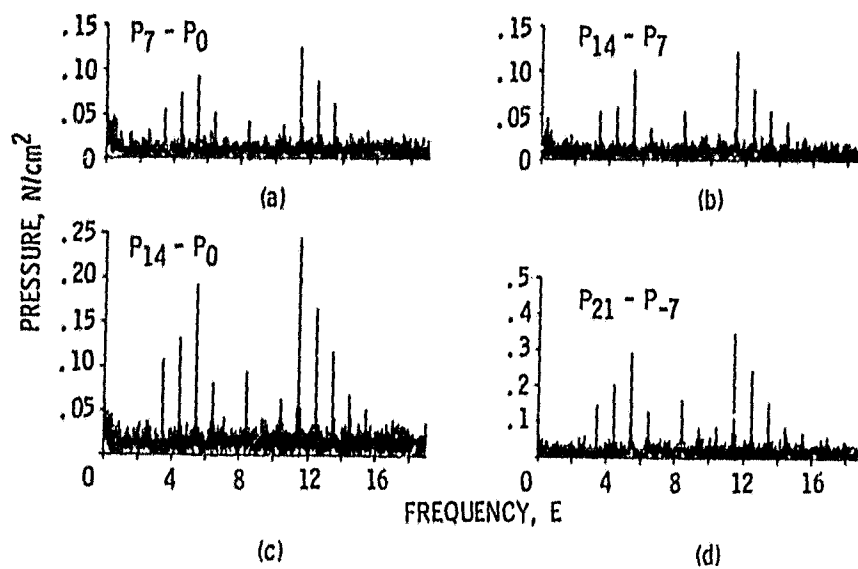 PRESSURE, N/cm²
.15
P₇ - P₀
.10
.05
0
(a)
.15
P₁₄ - P₇
.10
.05
0
(b)
.25
P₁₄ - P₀
.20
.15
.10
.05
0
4 8 12 16
(c)
.5
P₂₁ - P₋₇
.4
.3
.2
.1
0
4 8 12 16
(d)
FREQUENCY, E